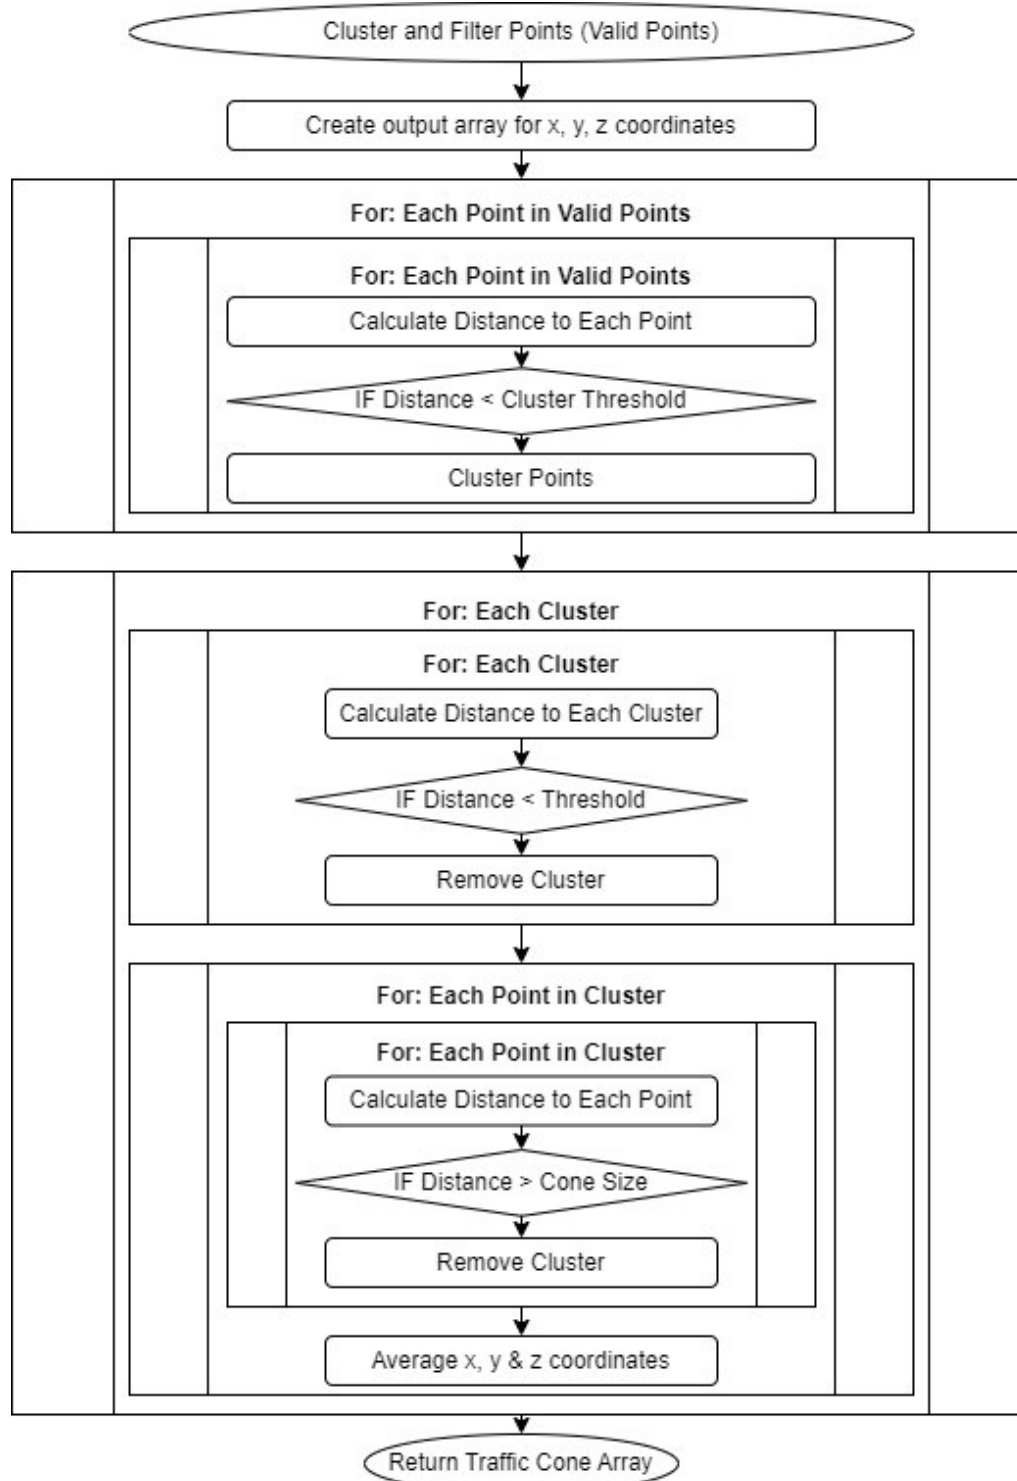 Cluster and Filter Points (Valid Points)
Create output array for x, y, z coordinates
For: Each Point in Valid Points
For: Each Point in Valid Points
Calculate Distance to Each Point
IF Distance < Cluster Threshold
Cluster Points
For: Each Cluster
For: Each Cluster
Calculate Distance to Each Cluster
IF Distance < Threshold
Remove Cluster
For: Each Point in Cluster
For: Each Point in Cluster
Calculate Distance to Each Point
IF Distance > Cone Size
Remove Cluster
Average x, y & z coordinates
Return Traffic Cone Array